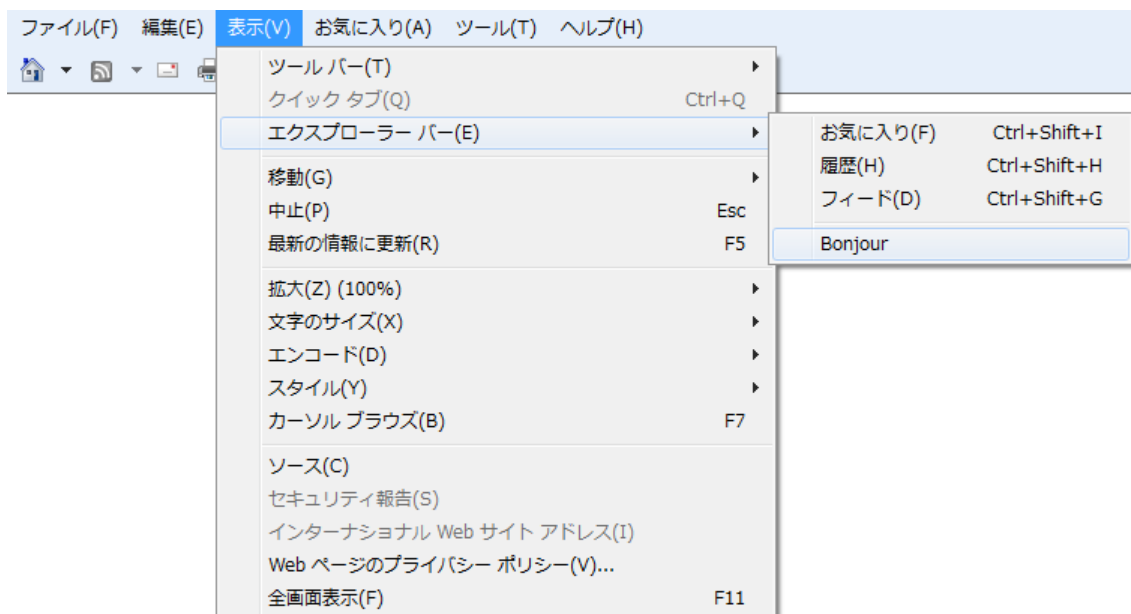 ファイル(F) 編集(E) 表示(V) お気に入り(A) ツール(T) ヘルプ(H)
ツール バー(T)
クイック タブ(Q) Ctrl+Q
エクスプローラー バー(E)
お気に入り(F) Ctrl+Shift+I
履歴(H) Ctrl+Shift+H
フィード(D) Ctrl+Shift+G
Bonjour
移動(G)
中止(P) Esc
最新の情報に更新(R) F5
拡大(Z) (100%)
文字のサイズ(X)
エンコード(D)
スタイル(Y)
カーソル ブラウズ(B) F7
ソース(C)
セキュリティ報告(S)
インターナショナル Web サイト アドレス(I)
Web ページのプライバシー ポリシー(V)...
全画面表示(F) F11